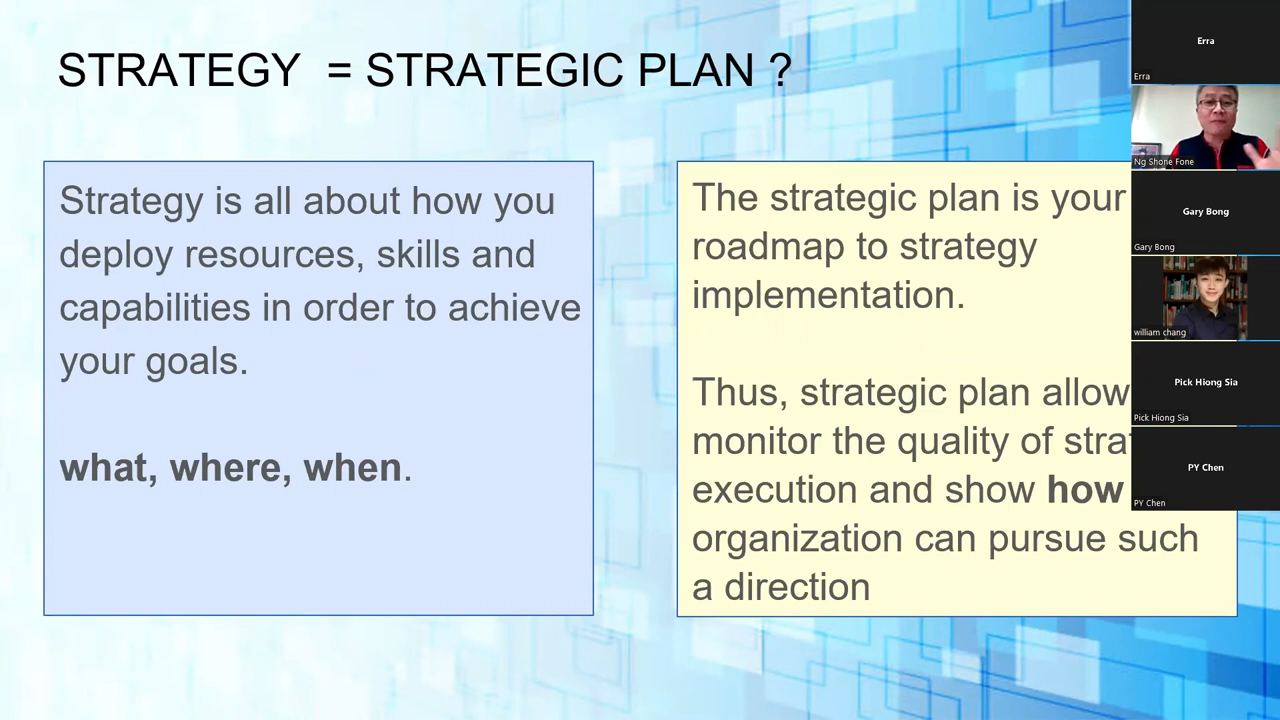 STRATEGY = STRATEGIC PLAN ?
Strategy is all about how you
deploy resources, skills and
capabilities in order to achieve
your goals.
what, where, when.
The strategic plan is your
roadmap to strategy
implementation.
Thus, strategic plan allow
monitor the quality of
execution and show how
organization can pursue such
a direction
Erra
Erra
Ng Shone Fone
Gary Bong
Gary Bong
william chang
Pick Hiong Sia
Pick Hiong Sia
PY Chen
PY Chen